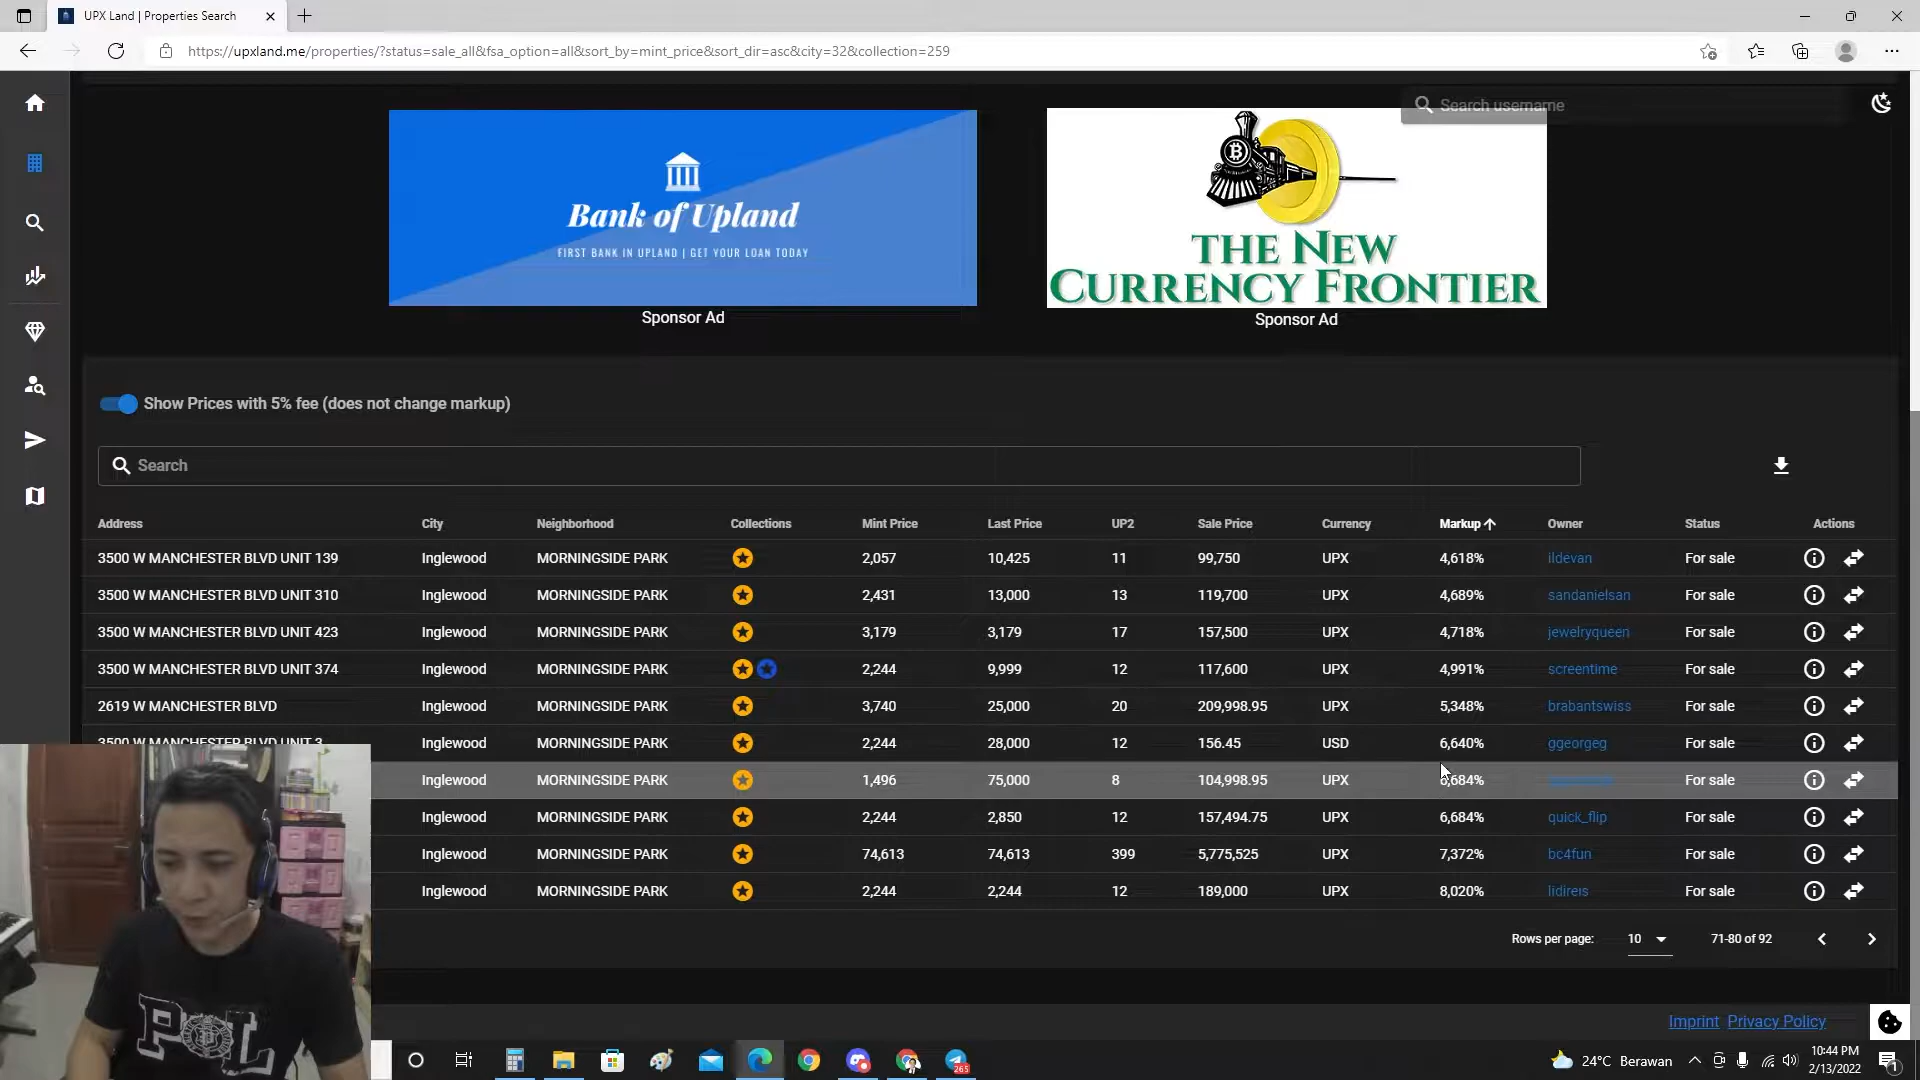 UPX Land | Properties Search
https://upxland.me/properties/?status=sale_all&fsa_option=all&sort_by=mint_price&sort_dir=asc&city=32&collection=259
Search username
Bank of Upland
FIRST BANK IN UPLAND | GET YOUR LOAN TODAY
Sponsor Ad
THE NEW
CURRENCY FRONTIER
Sponsor Ad
Show Prices with 5% fee (does not change markup)
Search
Address City Neighborhood Collections Mint Price Last Price UP2 Sale Price Currency Markup Owner Status Actions
3500 W MANCHESTER BLVD UNIT 139 Inglewood MORNINGSIDE PARK 2,057 10,425 11 99,750 UPX 4,618% ildevan For sale
3500 W MANCHESTER BLVD UNIT 310 Inglewood MORNINGSIDE PARK 2,431 13,000 13 119,700 UPX 4,689% sandanielsan For sale
3500 W MANCHESTER BLVD UNIT 423 Inglewood MORNINGSIDE PARK 3,179 3,179 17 157,500 UPX 4,718% jewelryqueen For sale
3500 W MANCHESTER BLVD UNIT 374 Inglewood MORNINGSIDE PARK 2,244 9,999 12 117,600 UPX 4,991% screentime For sale
2619 W MANCHESTER BLVD Inglewood MORNINGSIDE PARK 3,740 25,000 20 209,998.95 UPX 5,348% brabantswiss For sale
3500 W MANCHESTER BLVD UNIT 3 Inglewood MORNINGSIDE PARK 2,244 28,000 12 156.45 USD 6,640% ggeorgeg For sale
Inglewood MORNINGSIDE PARK 1,496 75,000 8 104,998.95 UPX 6,684% For sale
Inglewood MORNINGSIDE PARK 2,244 2,850 12 157,494.75 UPX 6,684% quick_flip For sale
Inglewood MORNINGSIDE PARK 74,613 74,613 399 5,775,525 UPX 7,372% bc4fun For sale
Inglewood MORNINGSIDE PARK 2,244 2,244 12 189,000 UPX 8,020% lidireis For sale
Rows per page: 10 71-80 of 92
Imprint Privacy Policy
POL
265
24°C Berawan
10:44 PM
2/13/2022
1